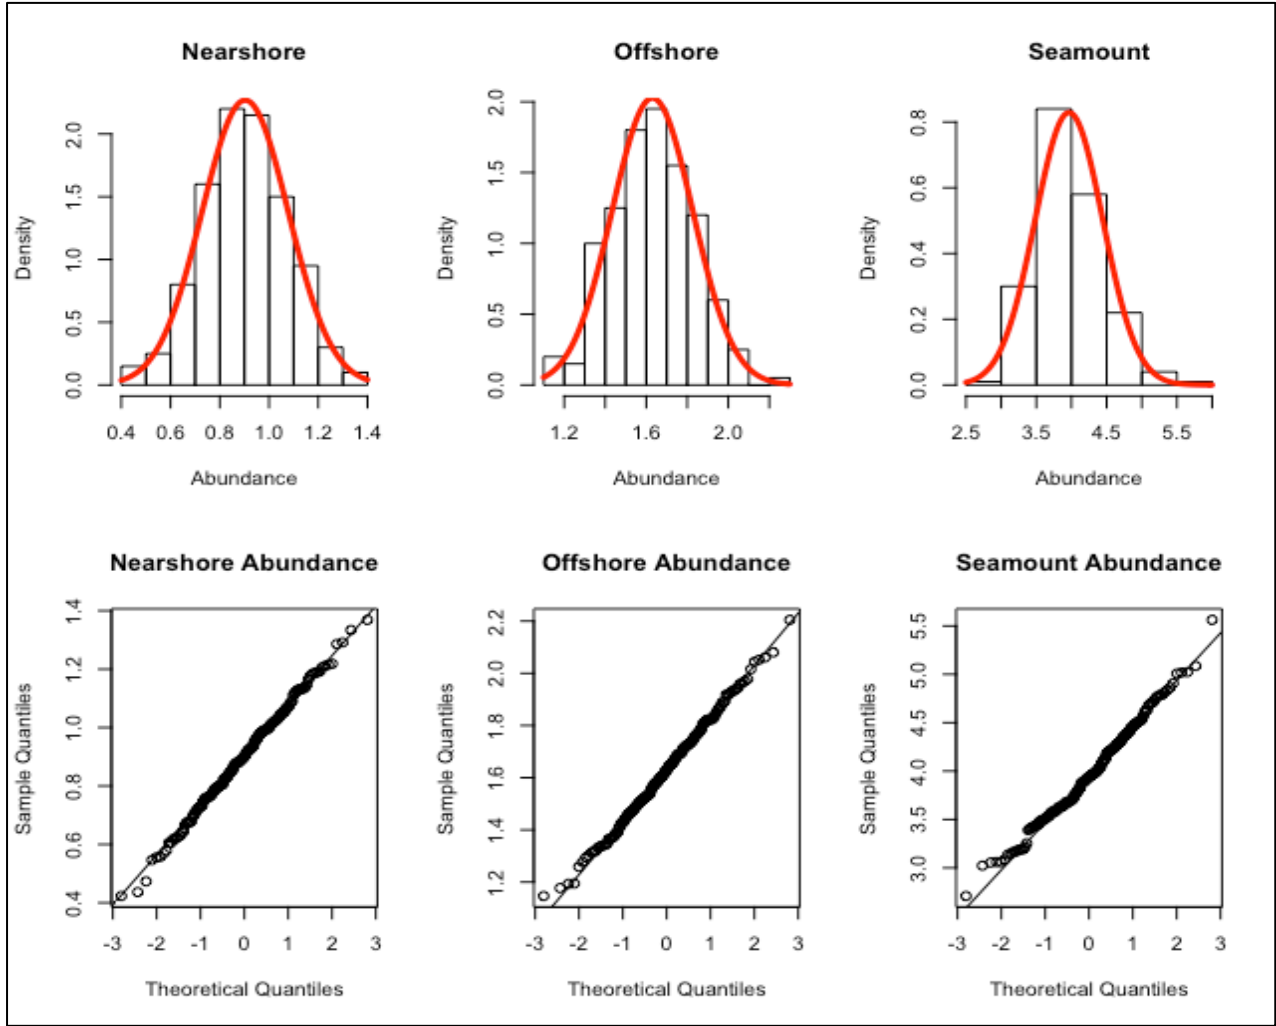 Nearshore
Density
0.0 0.5 1.0 1.5 2.0
0.4 0.6 0.8 1.0 1.2 1.4
Abundance
Offshore
Density
0.0 0.5 1.0 1.5 2.0
1.2 1.6 2.0
Abundance
Seamount
Density
0.0 0.2 0.4 0.6 0.8
2.5 3.5 4.5 5.5
Abundance
Nearshore Abundance
Sample Quantiles
0.4 0.6 0.8 1.0 1.2 1.4
-3 -2 -1 0 1 2 3
Theoretical Quantiles
Offshore Abundance
Sample Quantiles
1.2 1.4 1.6 1.8 2.0 2.2
-3 -2 -1 0 1 2 3
Theoretical Quantiles
Seamount Abundance
Sample Quantiles
3.0 3.5 4.0 4.5 5.0 5.5
-3 -2 -1 0 1 2 3
Theoretical Quantiles